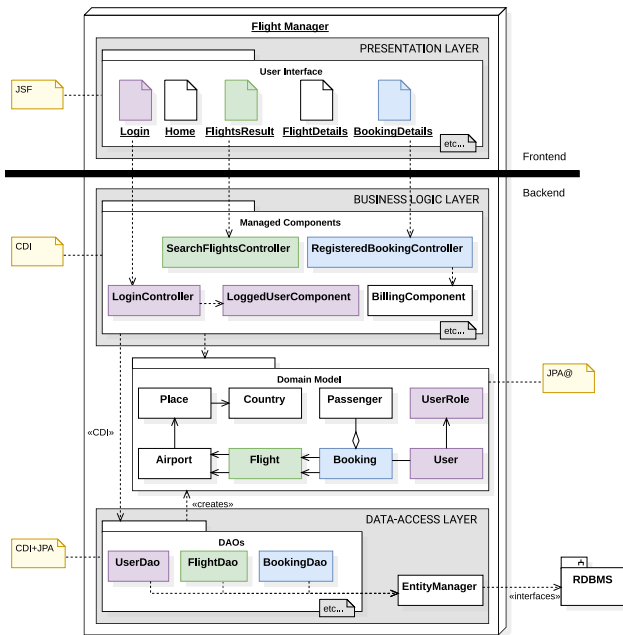 Flight Manager
PRESENTATION LAYER
User Interface
JSF
Login
Home
FlightsResult
FlightDetails
BookingDetails
etc...
Frontend
Backend
BUSINESS LOGIC LAYER
Managed Components
CDI
SearchFlightsController
RegisteredBookingController
LoginController
LoggedUserComponent
BillingComponent
etc...
Domain Model
JPA@
Place
Country
Passenger
UserRole
«CDI»
Airport
Flight
Booking
User
«creates»
DATA-ACCESS LAYER
DAOs
CDI+JPA
UserDao
FlightDao
BookingDao
EntityManager
RDBMS
«interfaces»
etc...